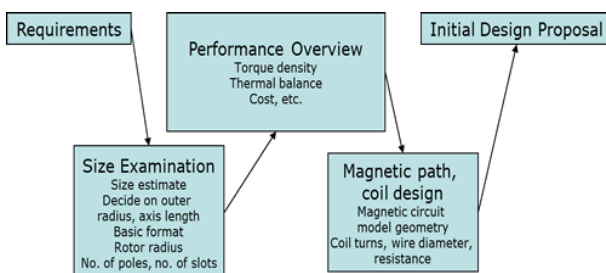 Requirements
Performance Overview
Torque density
Thermal balance
Cost, etc.
Initial Design Proposal
Size Examination
Size estimate
Decide on outer
radius, axis length
Basic format
Rotor radius
No. of poles, no. of slots
Magnetic path,
coil design
Magnetic circuit
model geometry
Coil turns, wire diameter,
resistance